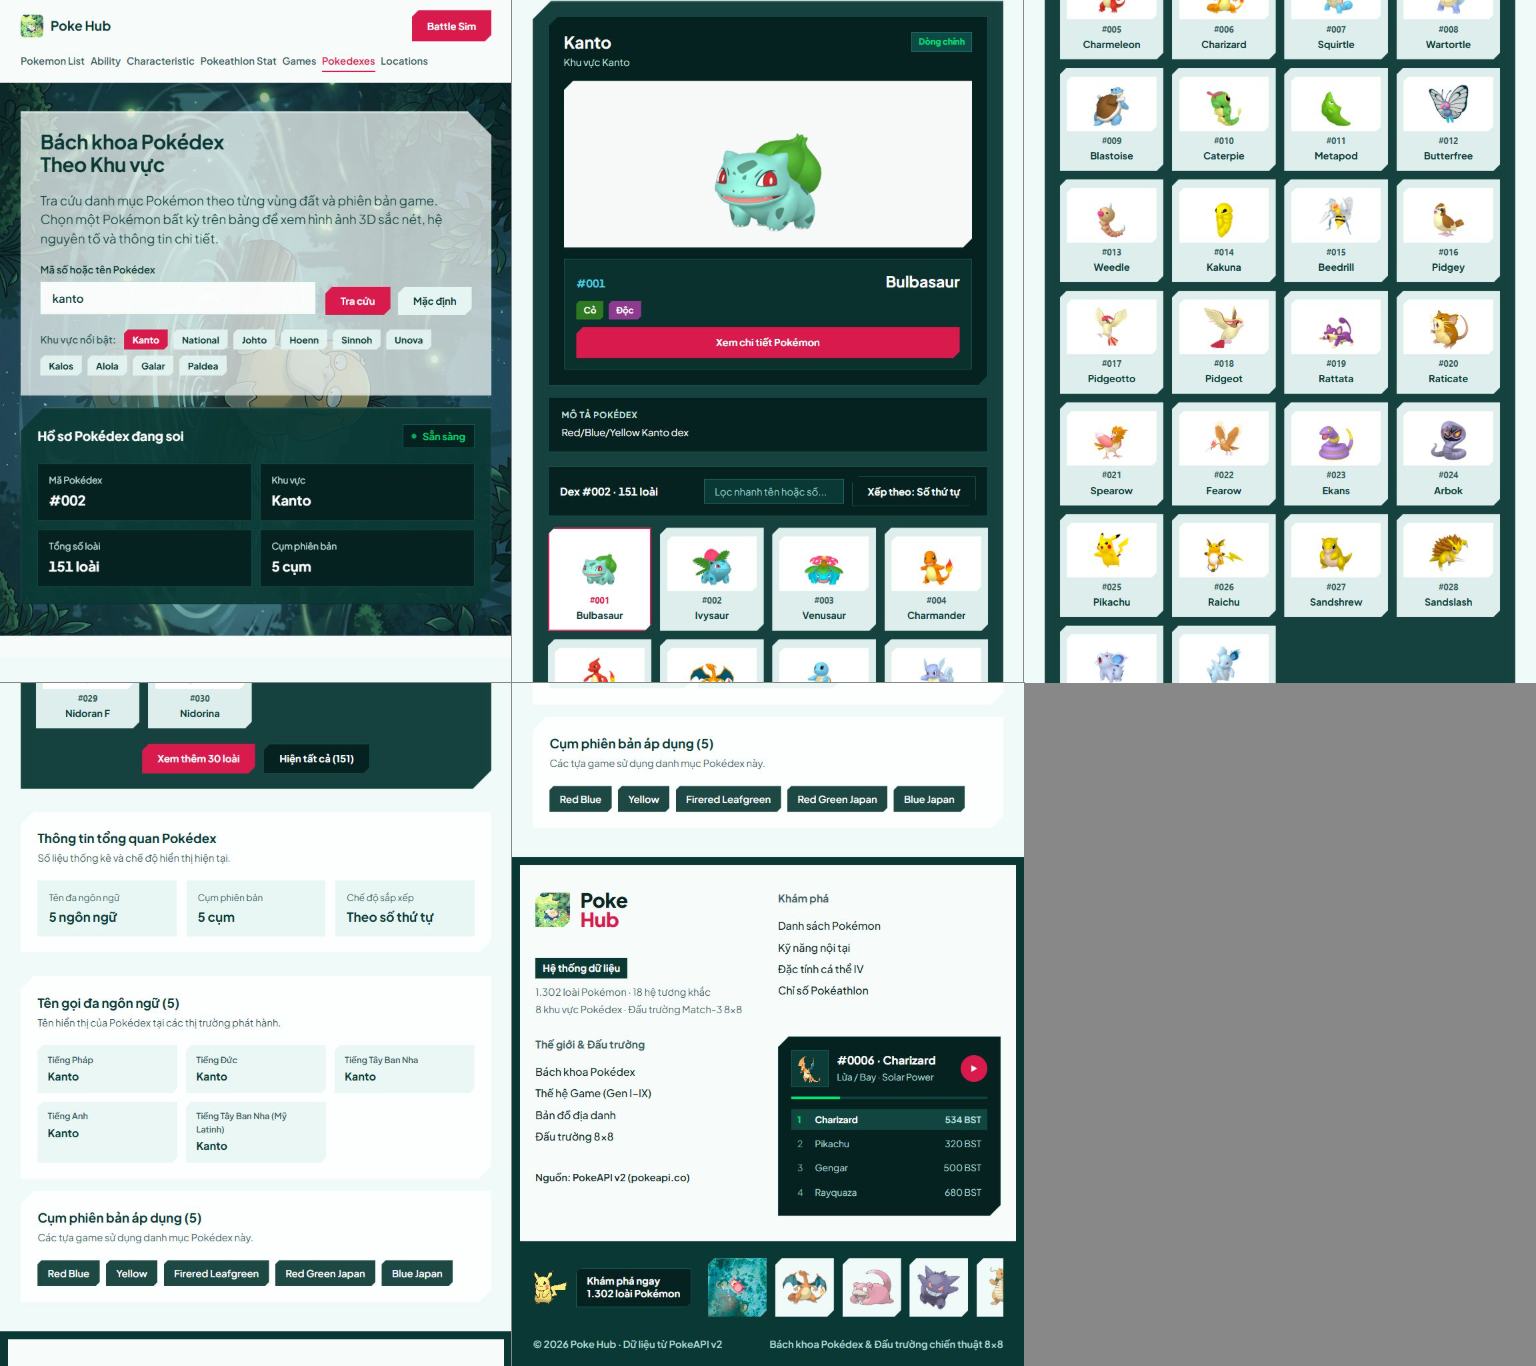 Poke Hub
Battle Sim
Pokemon List Ability Characteristic Pokeathlon Stat Games Pokedexes Locations
Bách khoa Pokédex
Theo Khu vực
Tra cứu danh mục Pokémon theo từng vùng đất và phiên bản game.
Chọn một Pokémon bất kỳ trên bảng để xem hình ảnh 3D sắc nét, hệ
nguyên tố và thông tin chi tiết.
Mã số hoặc tên Pokédex
kanto
Tra cứu
Mặc định
Khu vực nổi bật: Kanto National Johto Hoenn Sinnoh Unova
Kalos Alola Galar Paldea
Hồ sơ Pokédex đang soi
Sẵn sàng
Mã Pokédex
#002
Khu vực
Kanto
Tổng số loài
151 loài
Cụm phiên bản
5 cụm
Kanto
Khu vực Kanto
Dòng chính
#001
Bulbasaur
Cỏ Độc
Xem chi tiết Pokémon
MÔ TẢ POKÉDEX
Red/Blue/Yellow Kanto dex
Dex #002 · 151 loài
Lọc nhanh tên hoặc số...
Xếp theo: Số thứ tự
#001
Bulbasaur
#002
Ivysaur
#003
Venusaur
#004
Charmander
#005
Charmeleon
#006
Charizard
#007
Squirtle
#008
Wartortle
#009
Blastoise
#010
Caterpie
#011
Metapod
#012
Butterfree
#013
Weedle
#014
Kakuna
#015
Beedrill
#016
Pidgey
#017
Pidgeotto
#018
Pidgeot
#019
Rattata
#020
Raticate
#021
Spearow
#022
Fearow
#023
Ekans
#024
Arbok
#025
Pikachu
#026
Raichu
#027
Sandshrew
#028
Sandslash
#029
Nidoran F
#030
Nidorina
Xem thêm 30 loài
Hiện tất cả (151)
Thông tin tổng quan Pokédex
Số liệu thống kê và chế độ hiển thị hiện tại.
Tên đa ngôn ngữ
5 ngôn ngữ
Cụm phiên bản
5 cụm
Chế độ sắp xếp
Theo số thứ tự
Tên gọi đa ngôn ngữ (5)
Tên hiển thị của Pokédex tại các thị trường phát hành.
Tiếng Pháp
Kanto
Tiếng Đức
Kanto
Tiếng Tây Ban Nha
Kanto
Tiếng Anh
Kanto
Tiếng Tây Ban Nha (Mỹ
Latinh)
Kanto
Cụm phiên bản áp dụng (5)
Các tựa game sử dụng danh mục Pokédex này.
Red Blue Yellow Firered Leafgreen Red Green Japan Blue Japan
Cụm phiên bản áp dụng (5)
Các tựa game sử dụng danh mục Pokédex này.
Red Blue Yellow Firered Leafgreen Red Green Japan Blue Japan
Poke
Hub
Hệ thống dữ liệu
1.302 loài Pokémon · 18 hệ tương khắc
8 khu vực Pokédex · Đấu trường Match-3 8×8
Khám phá
Danh sách Pokémon
Kỹ năng nội tại
Đặc tính cá thể IV
Chỉ số Pokéathlon
Thế giới & Đấu trường
Bách khoa Pokédex
Thế hệ Game (Gen I–IX)
Bản đồ địa danh
Đấu trường 8×8
Nguồn: PokeAPI v2 (pokeapi.co)
#0006 · Charizard
Lửa / Bay · Solar Power
1 Charizard 534 BST
2 Pikachu 320 BST
3 Gengar 500 BST
4 Rayquaza 680 BST
Khám phá ngay
1.302 loài Pokémon
© 2026 Poke Hub · Dữ liệu từ PokeAPI v2
Bách khoa Pokédex & Đấu trường chiến thuật 8×8